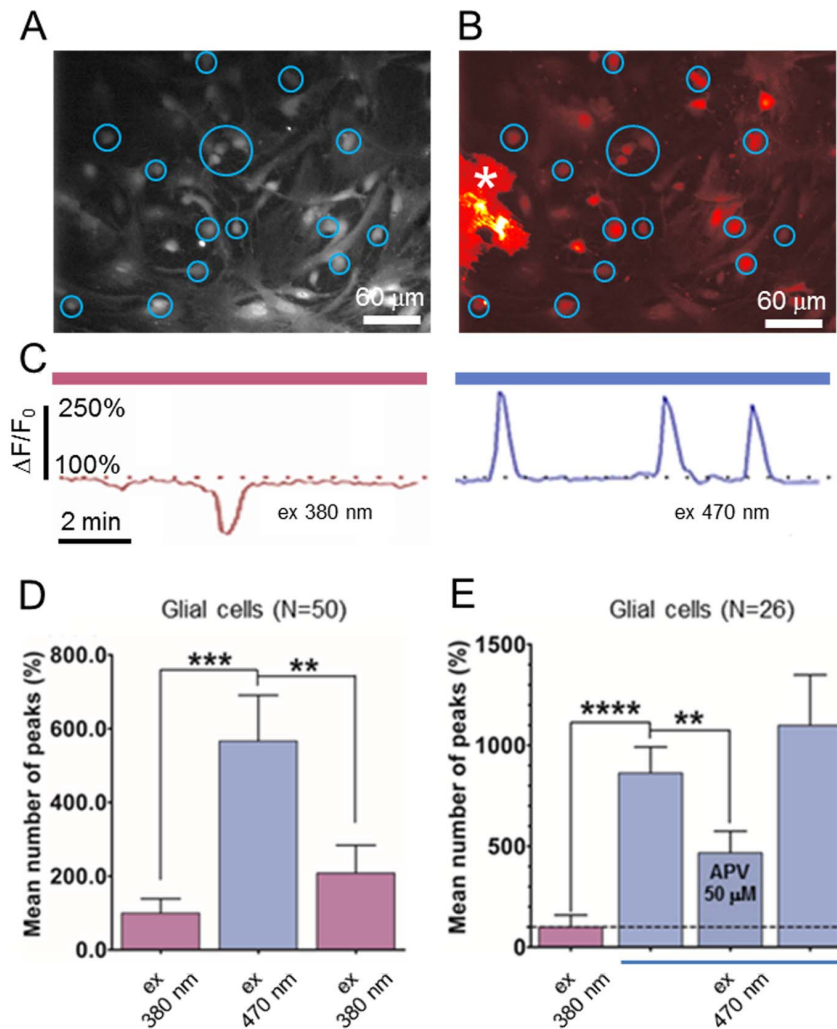 A
B
*
60 µm
60 µm
C
ΔF/F0
250%
100%
2 min
ex 380 nm
ex 470 nm
D
Glial cells (N=50)
Mean number of peaks (%)
800.0
600.0
400.0
200.0
0.0
***
**
ex 380 nm
ex 470 nm
ex 380 nm
E
Glial cells (N=26)
Mean number of peaks (%)
1500
1000
500
0
****
**
APV
50 µM
ex 380 nm
ex 470 nm